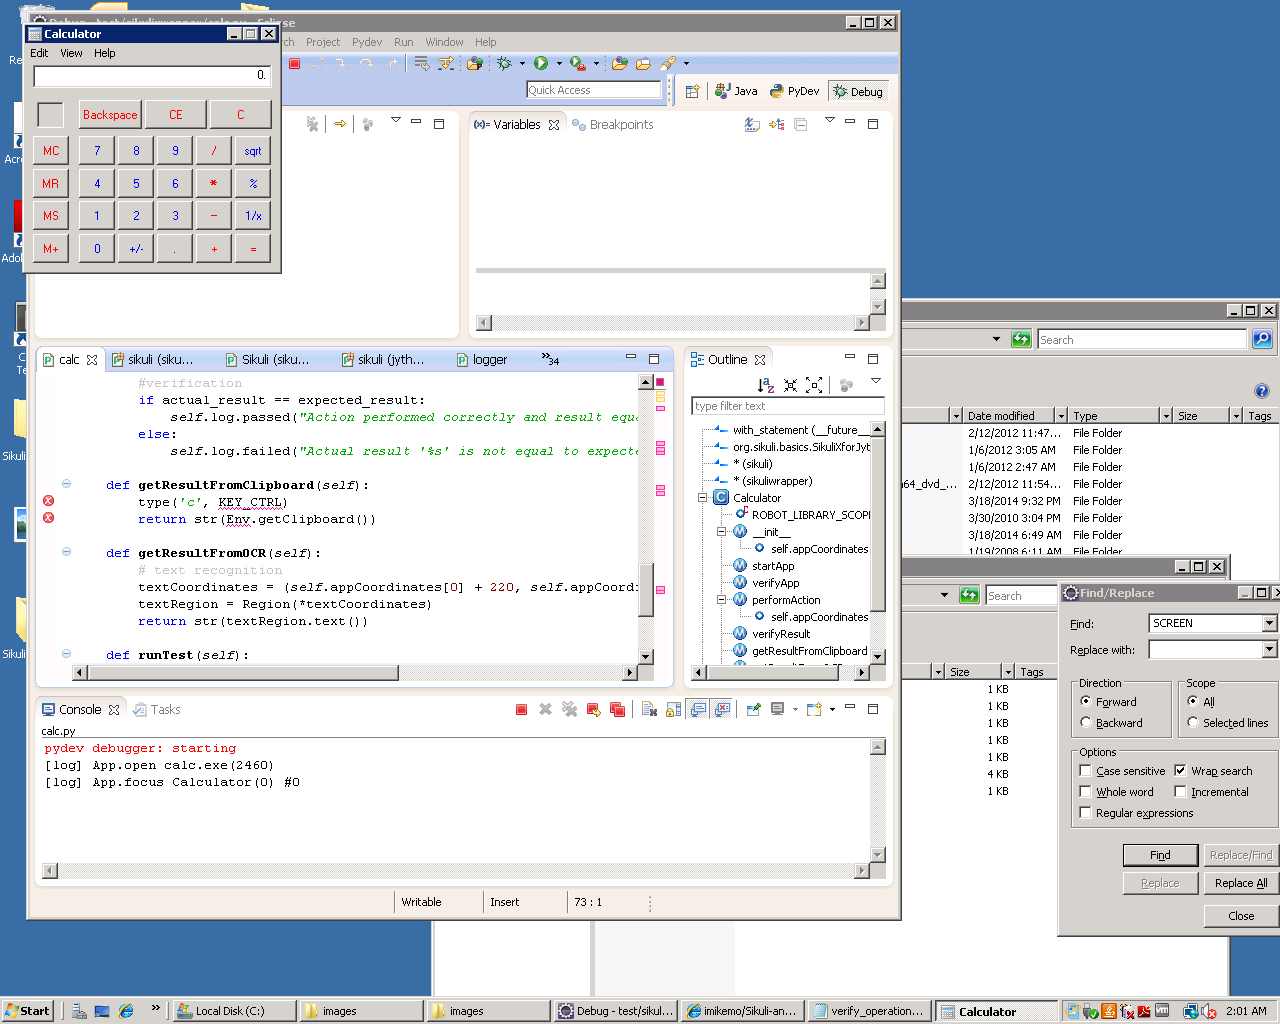 Debug - test/sikuliwrapper/calc.py - Eclipse
Calculator
Edit View Help
0.
Backspace CE C
MC 7 8 9 / sqrt
MR 4 5 6 * %
MS 1 2 3 - 1/x
M+ 0 +/- . + =
Project Pydev Run Window Help
Quick Access
Java PyDev Debug
(x)= Variables Breakpoints
calc sikuli (siku... Sikuli (siku... sikuli (jyth... logger 34
#verification
if actual_result == expected_result:
self.log.passed("Action performed correctly and result equa
else:
self.log.failed("Actual result '%s' is not equal to expecte
def getResultFromClipboard(self):
type('c', KEY_CTRL)
return str(Env.getClipboard())
def getResultFromOCR(self):
# text recognition
textCoordinates = (self.appCoordinates[0] + 220, self.appCoord
textRegion = Region(*textCoordinates)
return str(textRegion.text())
def runTest(self):
Outline
type filter text
with_statement (__future__
org.sikuli.basics.SikuliXforJyt
* (sikuli)
* (sikuliwrapper)
Calculator
ROBOT_LIBRARY_SCOP
__init__
self.appCoordinates
startApp
verifyApp
performAction
self.appCoordinates
verifyResult
getResultFromClipboard
Console Tasks
calc.py
pydev debugger: starting
[log] App.open calc.exe(2460)
[log] App.focus Calculator(0) #0
Writable Insert 73 : 1
Search
Date modified Type Size Tags
2/12/2012 11:47... File Folder
1/6/2012 3:05 AM File Folder
1/6/2012 2:47 AM File Folder
a64_dvd_... 2/12/2012 11:54... File Folder
3/18/2014 9:32 PM File Folder
3/30/2010 3:04 PM File Folder
3/18/2014 6:49 AM File Folder
1/19/2008 6:11 AM File Folder
Search
Size Tags
1 KB
1 KB
1 KB
1 KB
1 KB
4 KB
1 KB
Find/Replace
Find: SCREEN
Replace with:
Direction Scope
Forward All
Backward Selected lines
Options
Case sensitive Wrap search
Whole word Incremental
Regular expressions
Find Replace/Find
Replace Replace All
Close
Sikuli
Sikuli
Start Local Disk (C:) images images Debug - test/sikul... imikemo/Sikuli-an... verify_operation... Calculator 2:01 AM